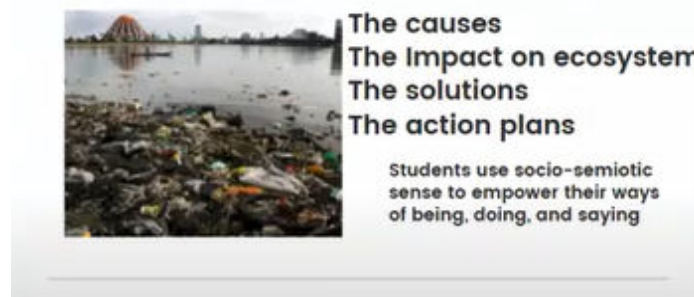 The causes
The Impact on ecosystem
The solutions
The action plans
Students use socio-semiotic
sense to empower their ways
of being, doing, and saying